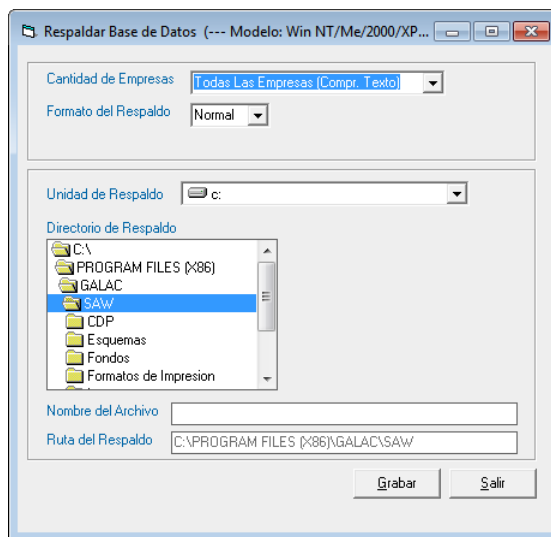 Respaldar Base de Datos (--- Modelo: Win NT/Me/2000/XP...
Cantidad de Empresas
Todas Las Empresas (Compr. Texto)
Formato del Respaldo
Normal
Unidad de Respaldo
c:
Directorio de Respaldo
C:\
PROGRAM FILES (X86)
GALAC
SAW
CDP
Esquemas
Fondos
Formatos de Impresion
Nombre del Archivo
Ruta del Respaldo
C:\PROGRAM FILES (X86)\GALAC\SAW
Grabar
Salir